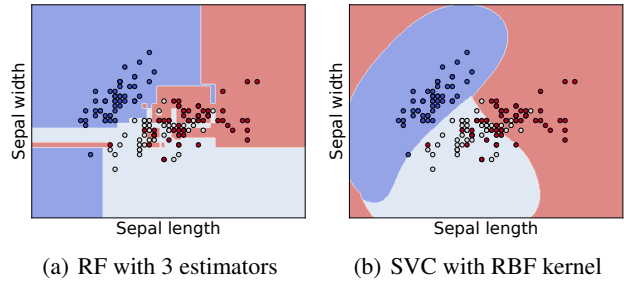 Sepal width
Sepal length
(a) RF with 3 estimators
Sepal width
Sepal length
(b) SVC with RBF kernel